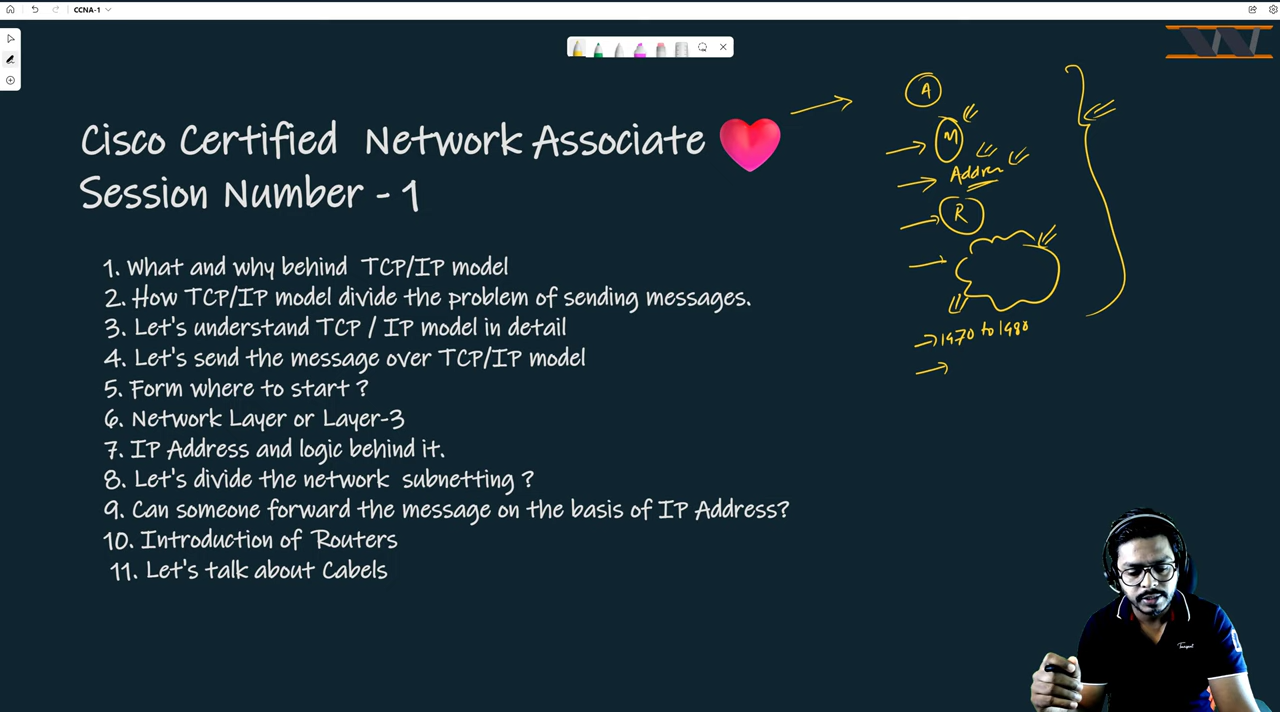 CCNA-1
Cisco Certified Network Associate
Session Number - 1
1. What and why behind TCP/IP model
2. How TCP/IP model divide the problem of sending messages.
3. Let's understand TCP / IP model in detail
4. Let's send the message over TCP/IP model
5. Form where to start ?
6. Network Layer or Layer-3
7. IP Address and logic behind it.
8. Let's divide the network subnetting ?
9. Can someone forward the message on the basis of IP Address?
10. Introduction of Routers
11. Let's talk about Cabels
A
M
R
1970 to 1980